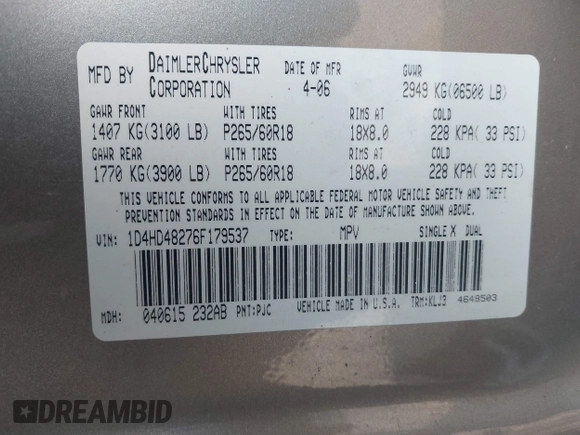 MFD BY DAIMLERCHRYSLER CORPORATION DATE OF MFR 4-06 GVWR 2949 KG(06500 LB)
GAWR FRONT WITH TIRES RIMS AT COLD
1407 KG(3100 LB) P265/60R18 18X8.0 228 KPA( 33 PSI)
GAWR REAR WITH TIRES RIMS AT COLD
1770 KG(3900 LB) P265/60R18 18X8.0 228 KPA( 33 PSI)
THIS VEHICLE CONFORMS TO ALL APPLICABLE FEDERAL MOTOR VEHICLE SAFETY AND THEFT
PREVENTION STANDARDS IN EFFECT ON THE DATE OF MANUFACTURE SHOWN ABOVE.
VIN: 1D4HD48276F179537 TYPE: MPV SINGLE X DUAL
MDH: 040615 232AB PNT:PJC VEHICLE MADE IN U.S.A. TRM:KLJ3 4648503
DREAMBID